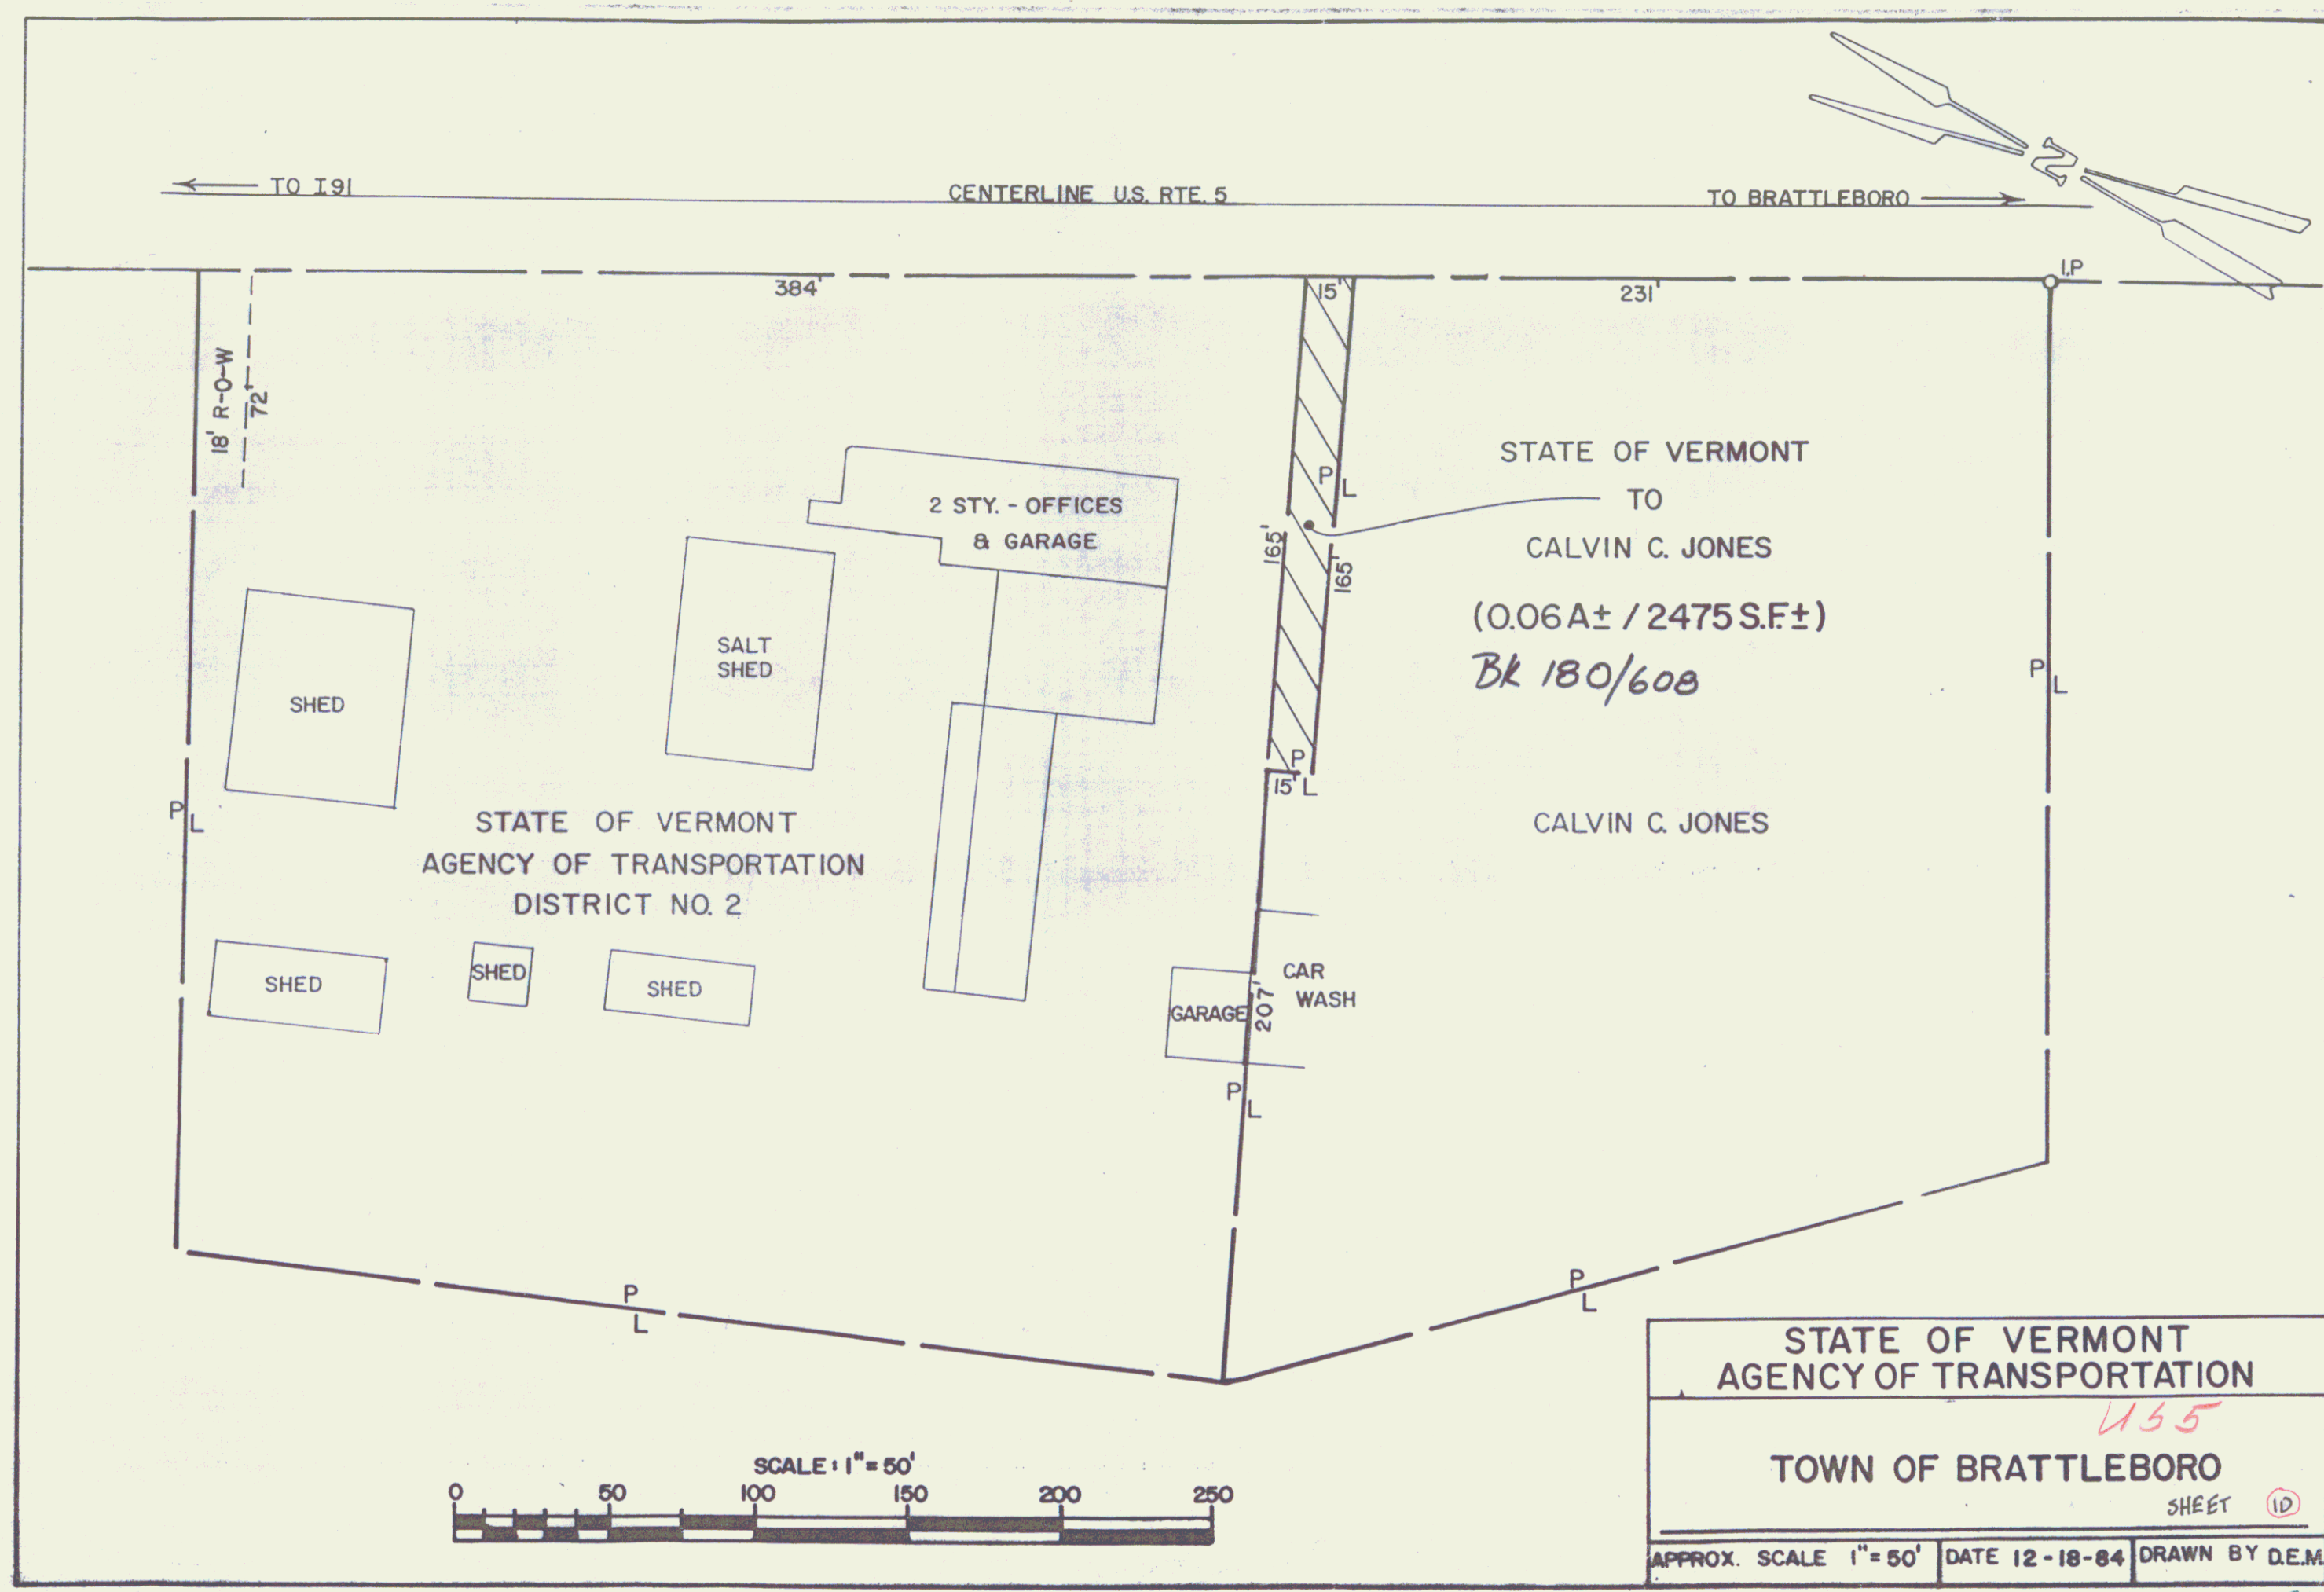 N
TO I91
CENTERLINE U.S. RTE. 5
TO BRATTLEBORO
I.P
384'
15'
231'
18' R-O-W
72'
STATE OF VERMONT
TO
CALVIN C. JONES
(0.06 A± / 2475 S.F.±)
BK 180/608
P L
2 STY. - OFFICES
& GARAGE
165'
165'
SALT
SHED
SHED
P L
P L
15'
P L
STATE OF VERMONT
AGENCY OF TRANSPORTATION
DISTRICT NO. 2
CALVIN C. JONES
SHED
SHED
SHED
GARAGE
207'
CAR
WASH
P L
P L
P L
SCALE: 1" = 50'
0 50 100 150 200 250
STATE OF VERMONT
AGENCY OF TRANSPORTATION
US 5
TOWN OF BRATTLEBORO
SHEET 1D
APPROX. SCALE 1" = 50'
DATE 12-18-84
DRAWN BY D.E.M.